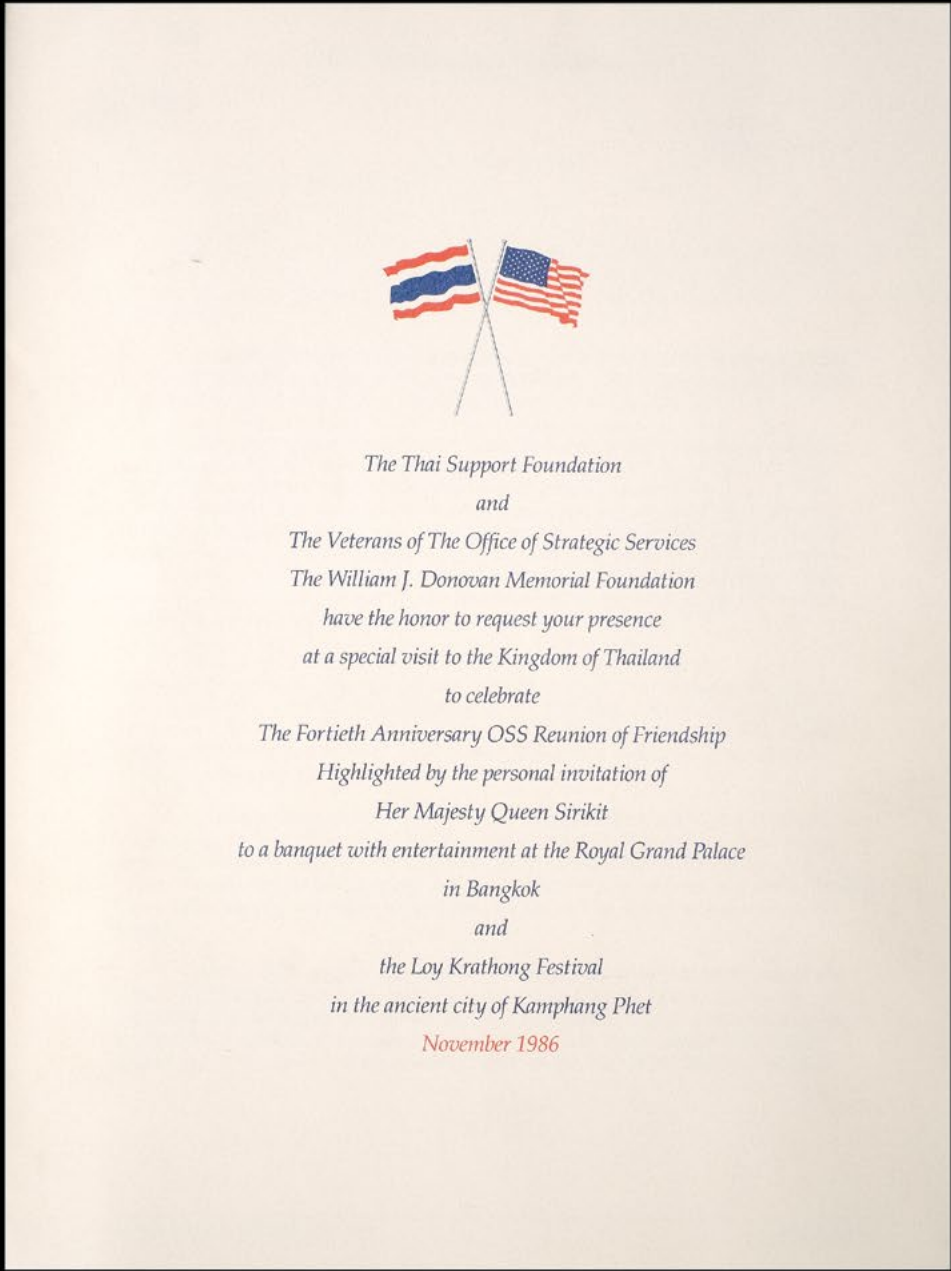 The Thai Support Foundation
and
The Veterans of The Office of Strategic Services
The William J. Donovan Memorial Foundation
have the honor to request your presence
at a special visit to the Kingdom of Thailand
to celebrate
The Fortieth Anniversary OSS Reunion of Friendship
Highlighted by the personal invitation of
Her Majesty Queen Sirikit
to a banquet with entertainment at the Royal Grand Palace
in Bangkok
and
the Loy Krathong Festival
in the ancient city of Kamphang Phet
November 1986